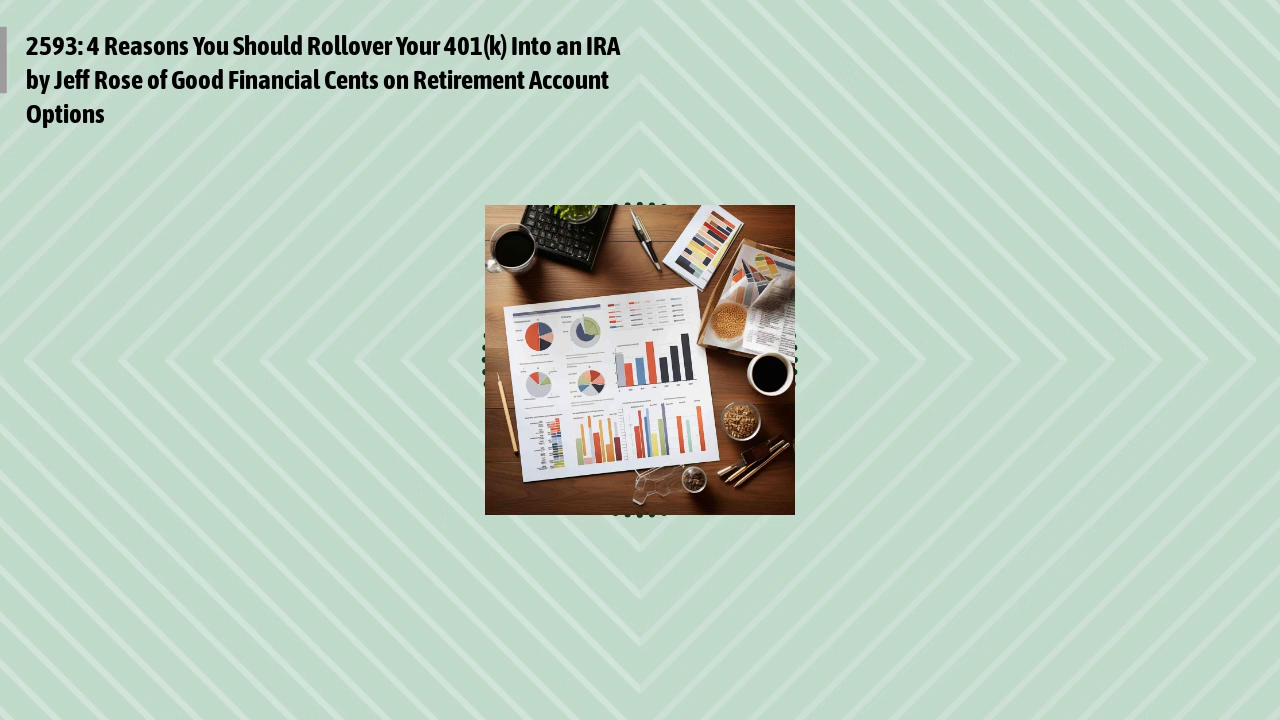 2593: 4 Reasons You Should Rollover Your 401(k) Into an IRA
by Jeff Rose of Good Financial Cents on Retirement Account
Options